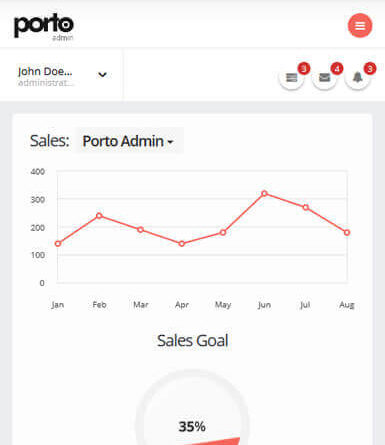 porto
admin
John Doe...
administrat...
3
4
3
Sales: Porto Admin
400
300
200
100
0
Jan Feb Mar Apr May Jun Jul Aug
Sales Goal
35%